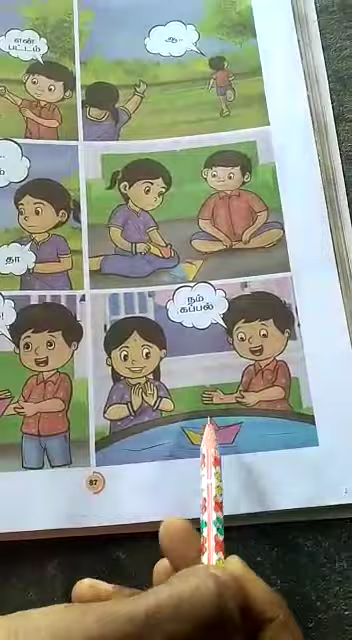 என்
பட்டம்
ஆ..
தா
நம்
கப்பல்
87